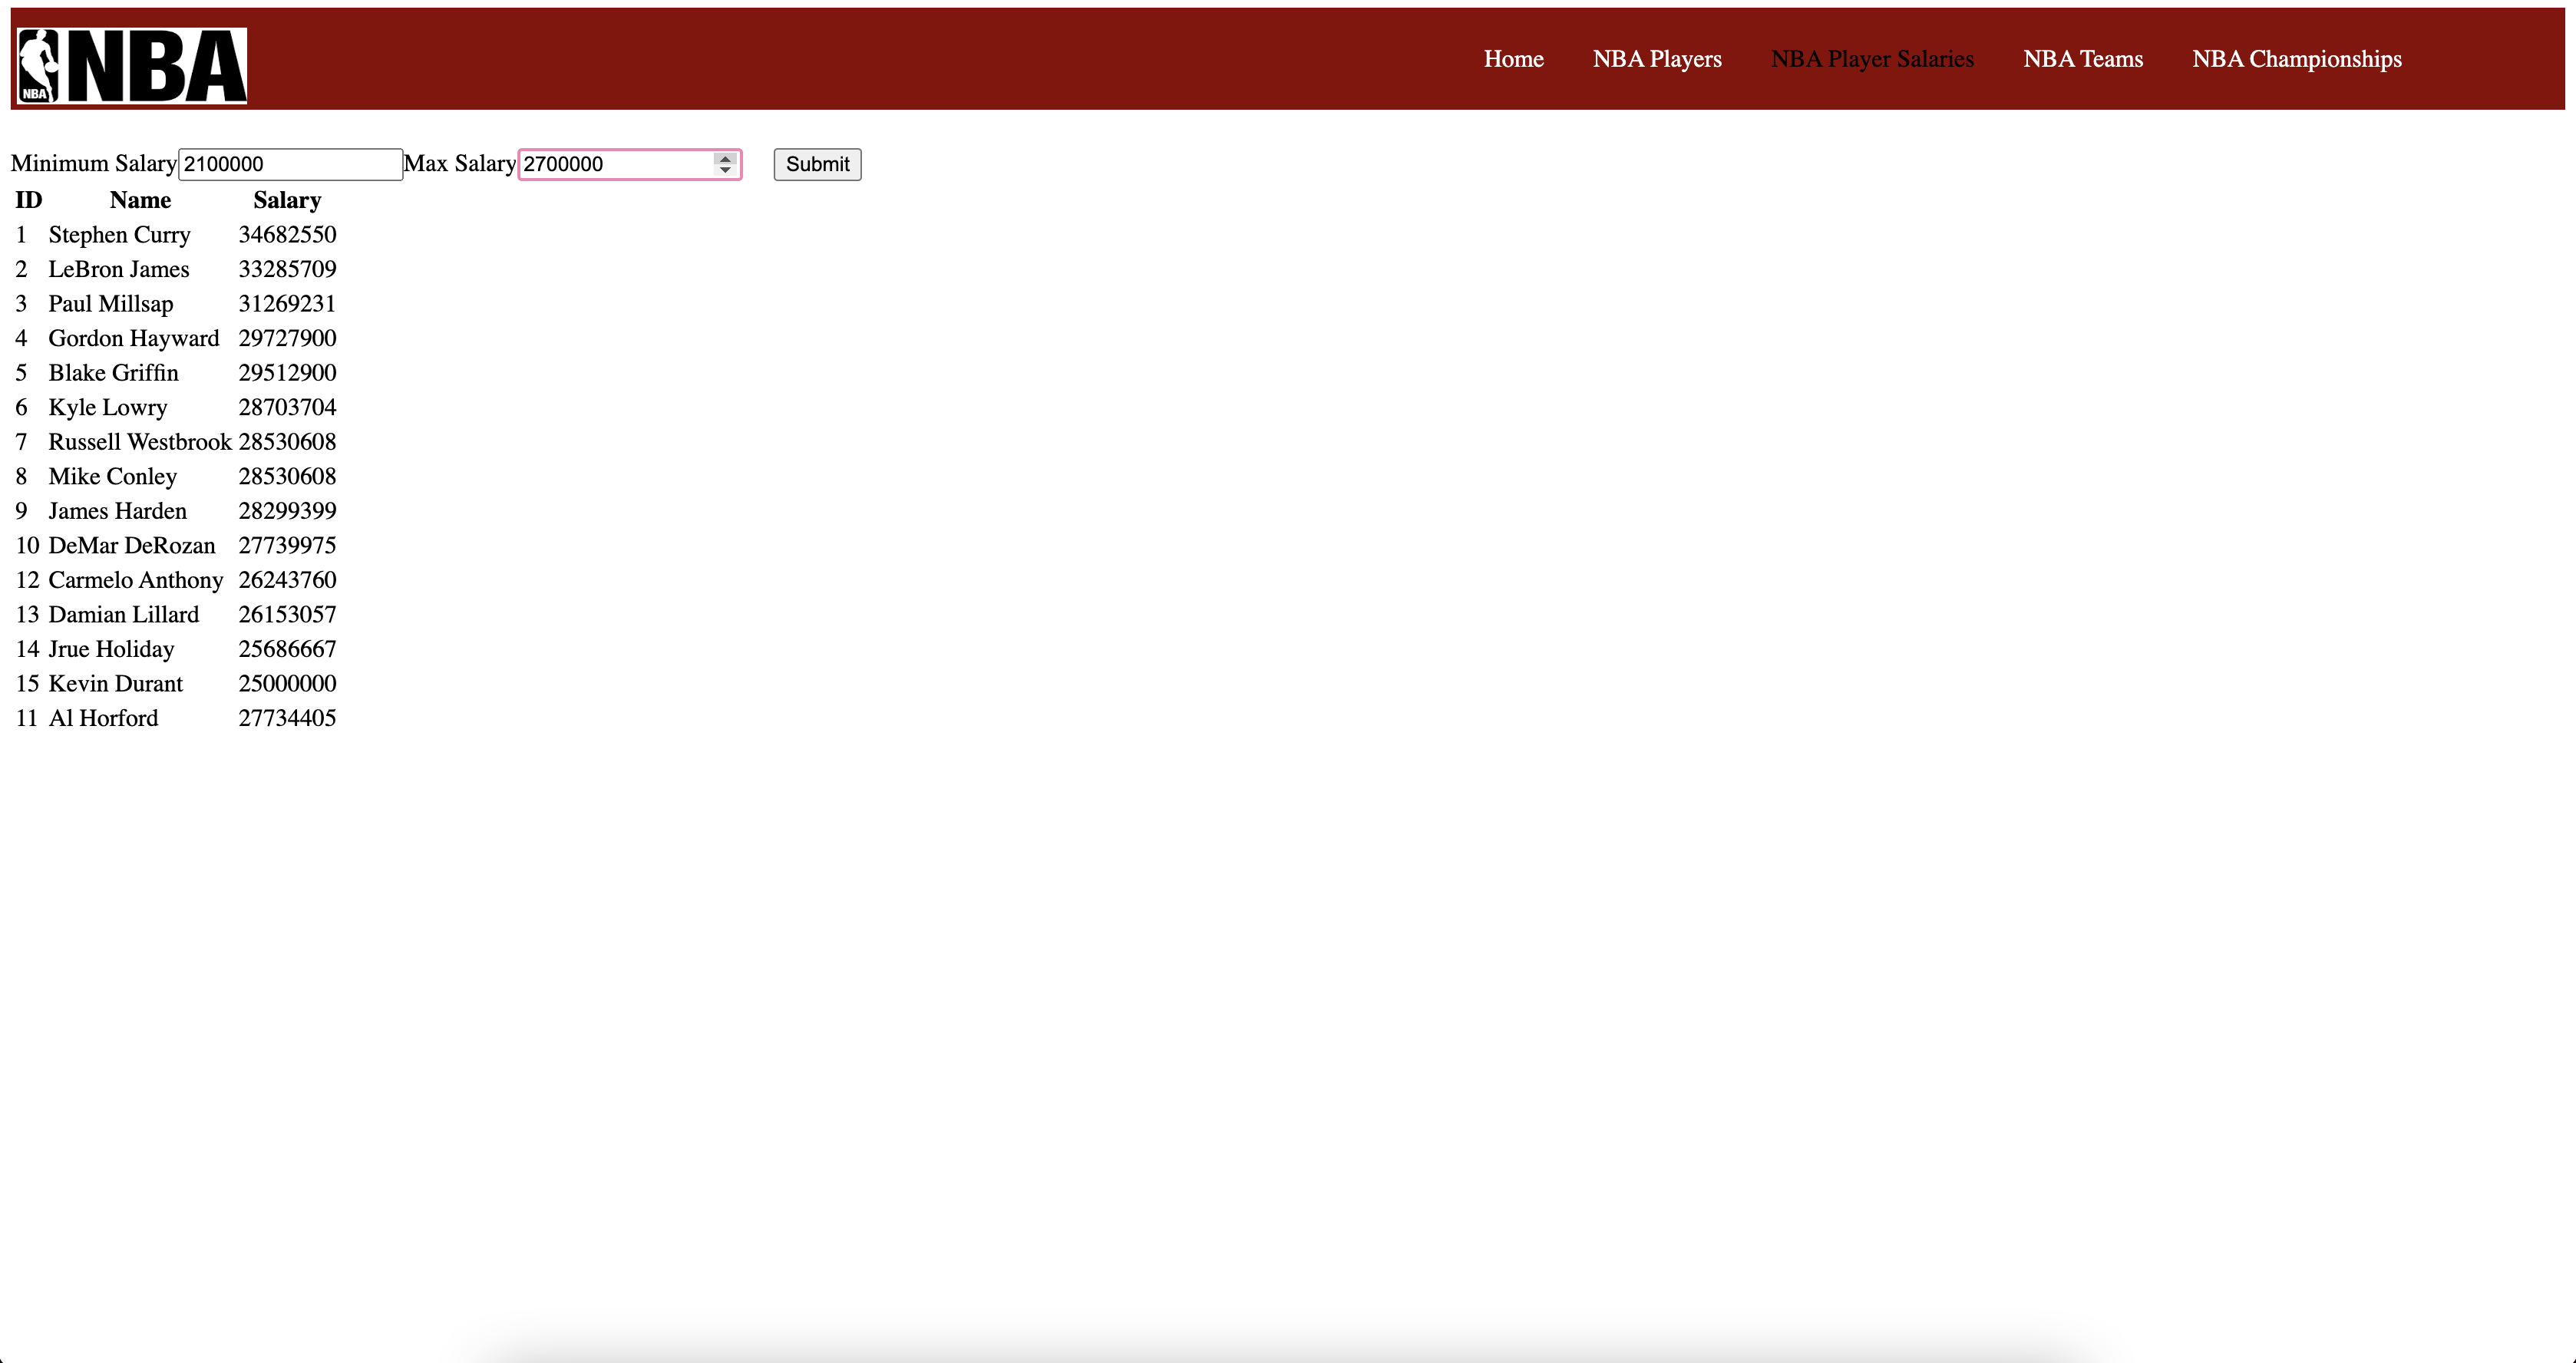 NBA NBA Home NBA Players NBA Player Salaries NBA Teams NBA Championships
Minimum Salary 2100000 Max Salary 2700000 Submit
ID Name Salary
1 Stephen Curry 34682550
2 LeBron James 33285709
3 Paul Millsap 31269231
4 Gordon Hayward 29727900
5 Blake Griffin 29512900
6 Kyle Lowry 28703704
7 Russell Westbrook 28530608
8 Mike Conley 28530608
9 James Harden 28299399
10 DeMar DeRozan 27739975
12 Carmelo Anthony 26243760
13 Damian Lillard 26153057
14 Jrue Holiday 25686667
15 Kevin Durant 25000000
11 Al Horford 27734405